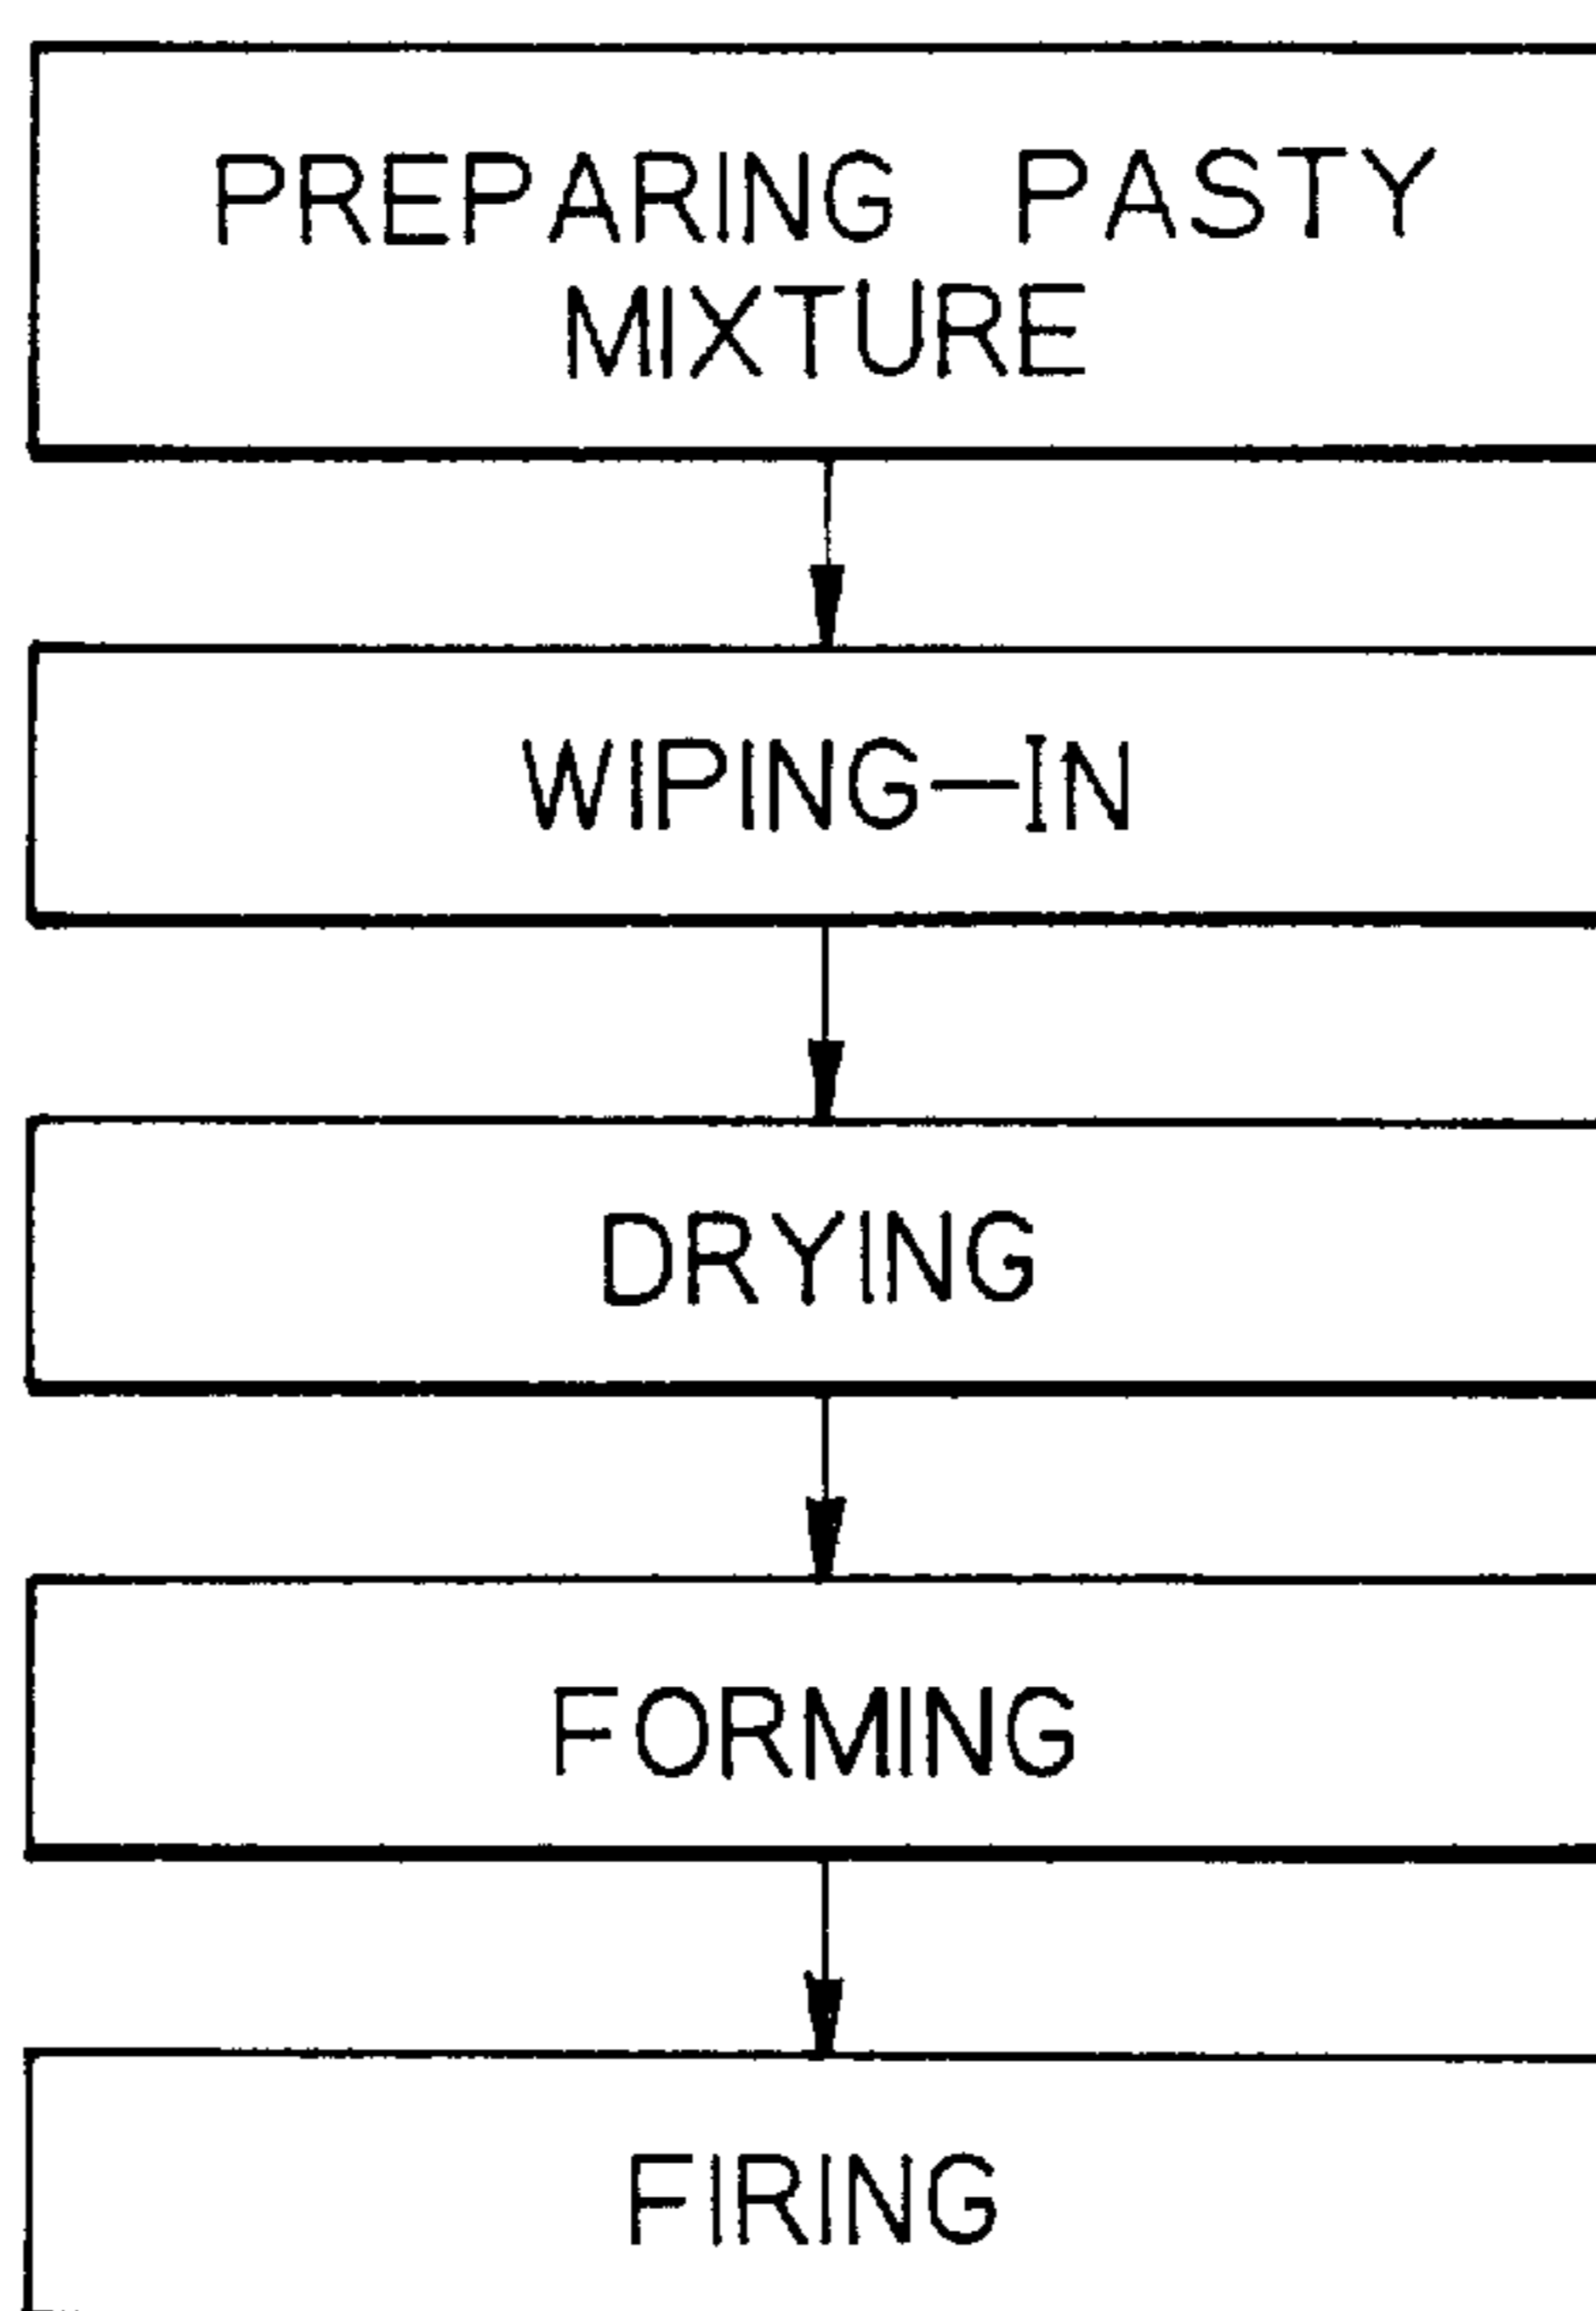 PREPARING PASTY
MIXTURE
WIPING-IN
DRYING
FORMING
FIRING